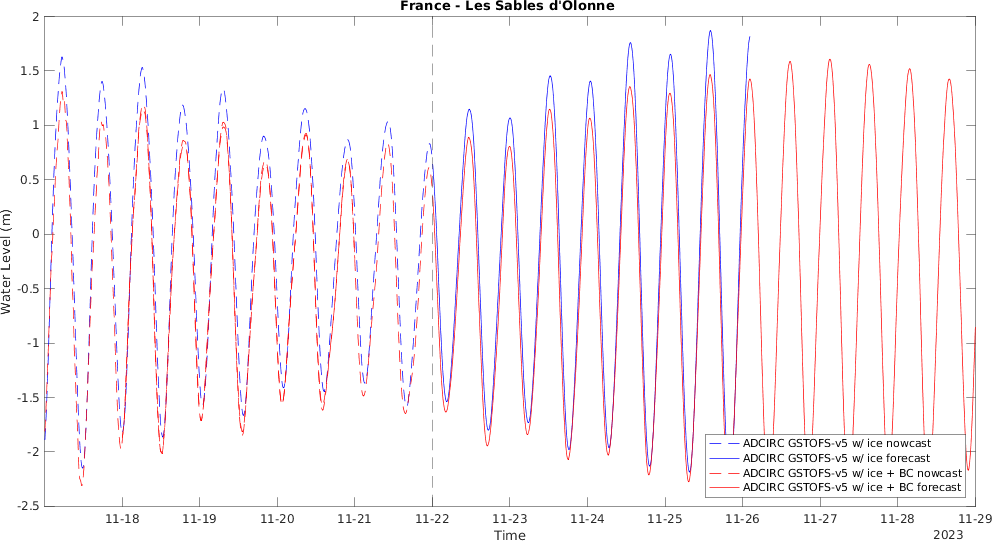 France - Les Sables d'Olonne
2
1.5
1
0.5
0
-0.5
-1
-1.5
-2
-2.5
Water Level (m)
ADCIRC GSTOFS-v5 w/ ice nowcast
ADCIRC GSTOFS-v5 w/ ice forecast
ADCIRC GSTOFS-v5 w/ ice + BC nowcast
ADCIRC GSTOFS-v5 w/ ice + BC forecast
11-18 11-19 11-20 11-21 11-22 11-23 11-24 11-25 11-26 11-27 11-28 11-29
Time
2023